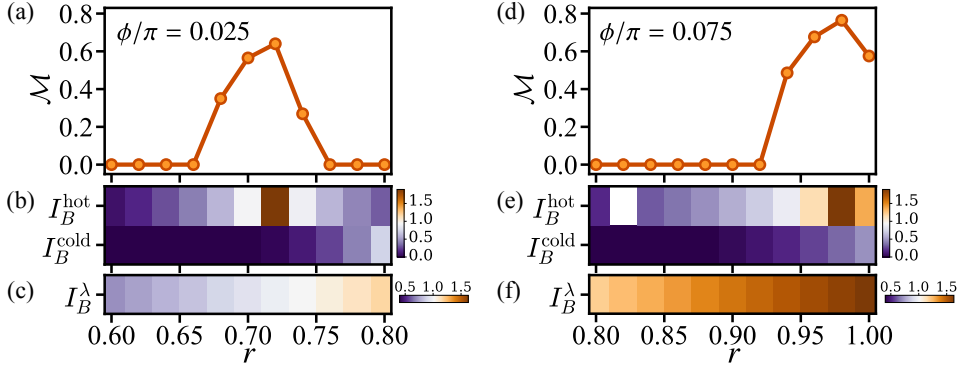 (a)
ϕ/π = 0.025
ℳ
0.8
0.6
0.4
0.2
0.0
(b)
I_B^hot
I_B^cold
1.5
1.0
0.5
0.0
(c)
I_B^λ
0.5 1.0 1.5
0.60 0.65 0.70 0.75 0.80
r
(d)
ϕ/π = 0.075
ℳ
0.8
0.6
0.4
0.2
0.0
(e)
I_B^hot
I_B^cold
1.5
1.0
0.5
0.0
(f)
I_B^λ
0.5 1.0 1.5
0.80 0.85 0.90 0.95 1.00
r